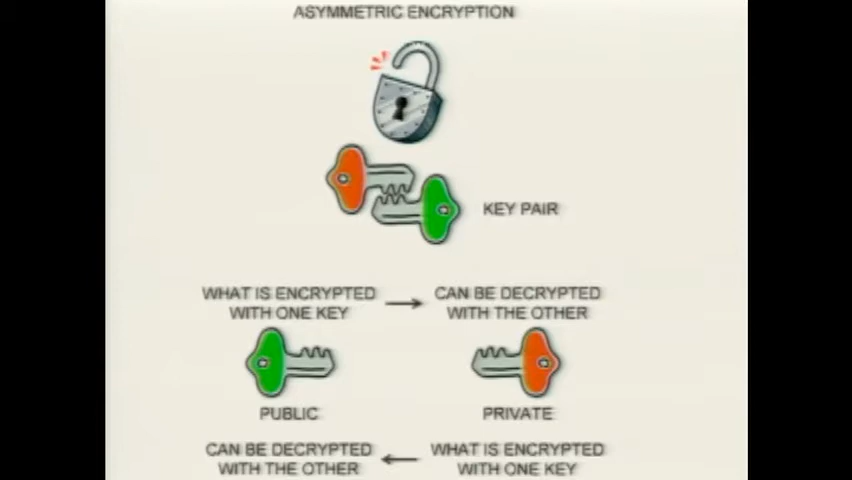 ASYMMETRIC ENCRYPTION
KEY PAIR
WHAT IS ENCRYPTED
WITH ONE KEY
CAN BE DECRYPTED
WITH THE OTHER
PUBLIC
PRIVATE
CAN BE DECRYPTED
WITH THE OTHER
WHAT IS ENCRYPTED
WITH ONE KEY